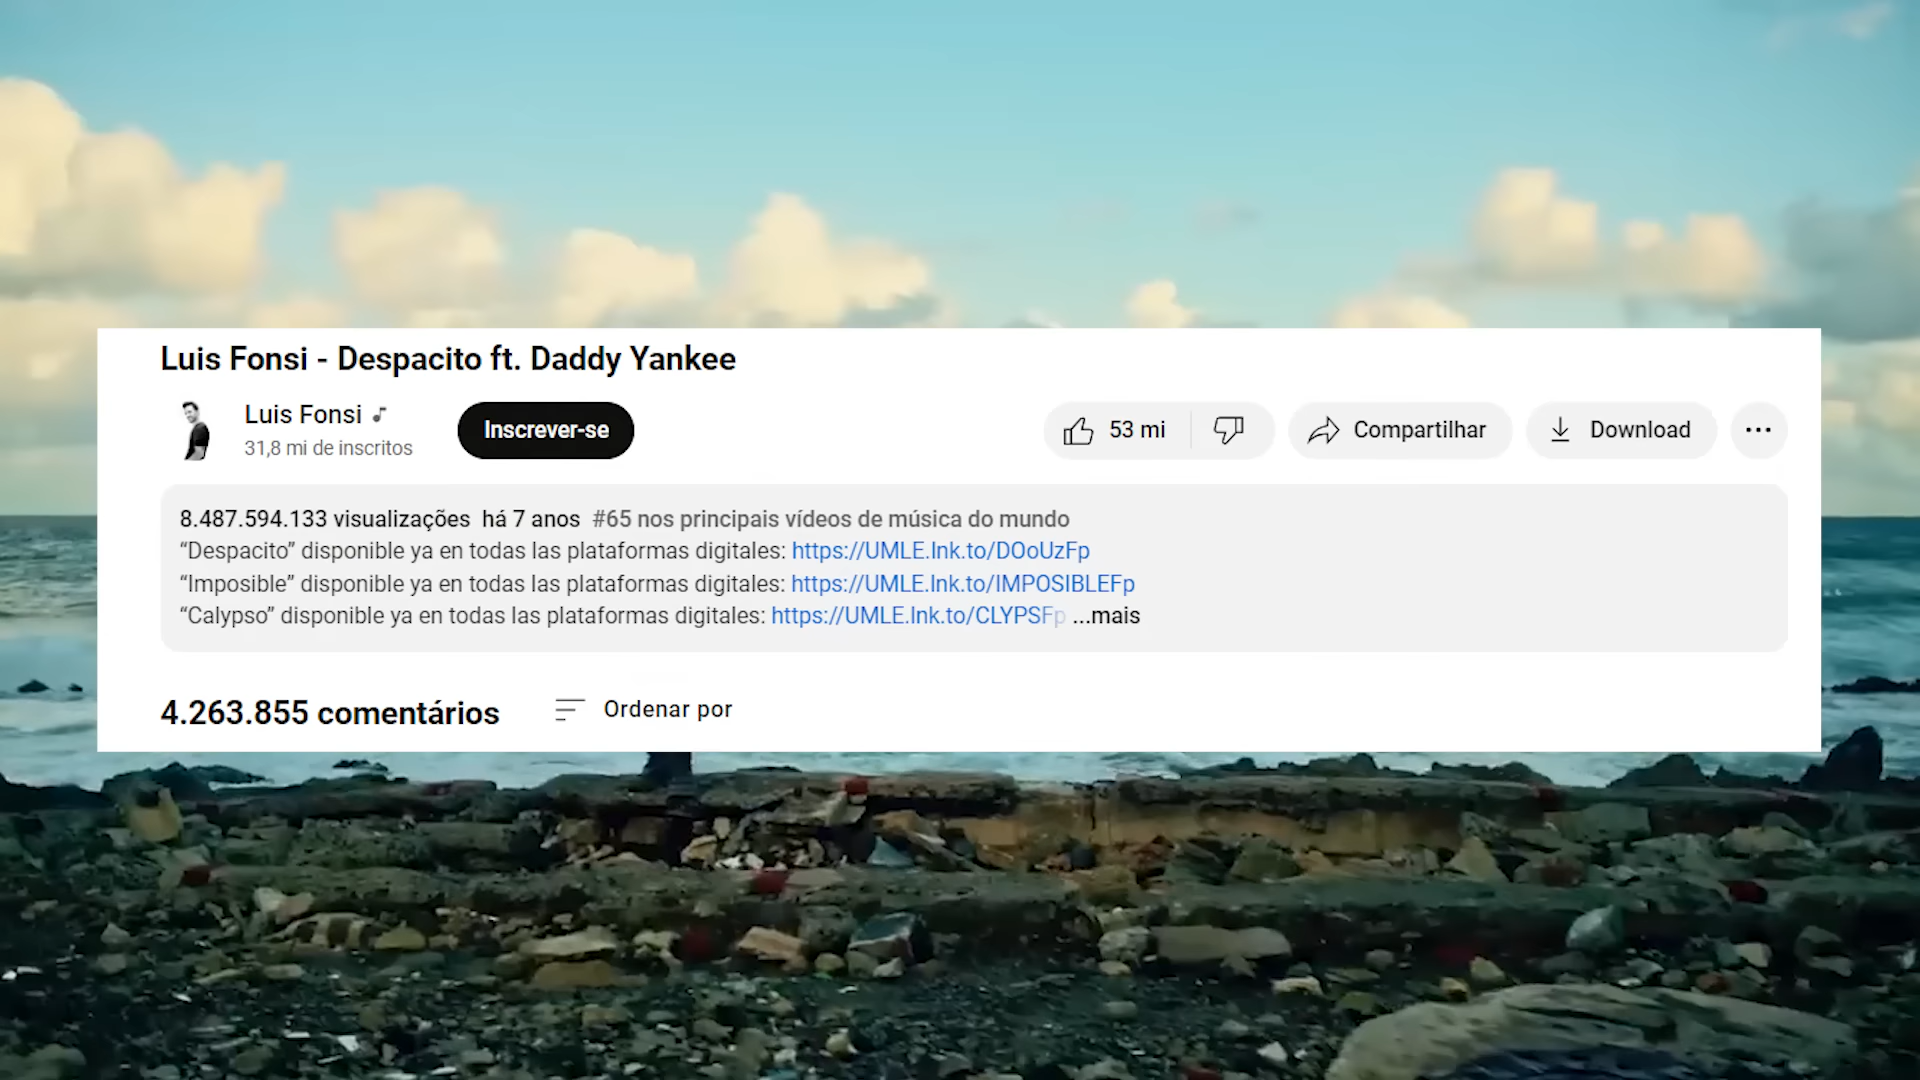 Luis Fonsi - Despacito ft. Daddy Yankee
Luis Fonsi
31,8 mi de inscritos
Inscrever-se
53 mi
Compartilhar
Download
8.487.594.133 visualizações há 7 anos #65 nos principais vídeos de música do mundo
“Despacito” disponible ya en todas las plataformas digitales: https://UMLE.lnk.to/DOoUzFp
“Imposible” disponible ya en todas las plataformas digitales: https://UMLE.lnk.to/IMPOSIBLEFp
“Calypso” disponible ya en todas las plataformas digitales: https://UMLE.lnk.to/CLYPSFp ...mais
4.263.855 comentários
Ordenar por